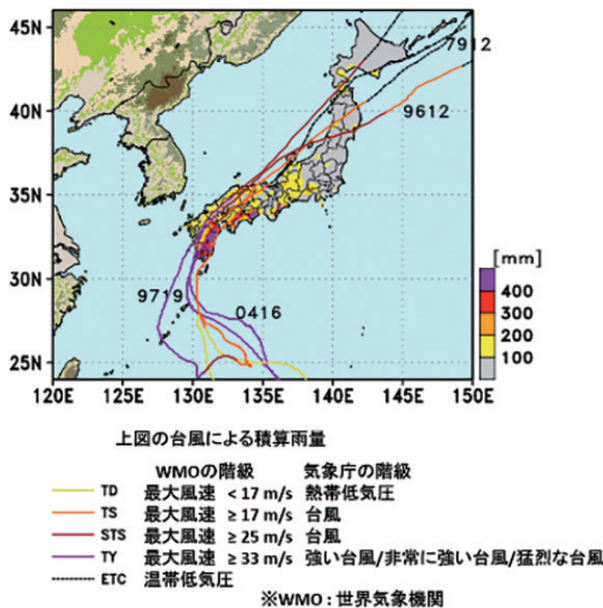 45N
7912
40N
9612
35N
[mm]
400
30N
9719
0416
300
200
25N
100
120E
125E
130E
135E
140E
145E
150E
上図の台風による積算雨量
WMOの階級 気象庁の階級
TD 最大風速 < 17 m/s 熱帯低気圧
TS 最大風速 ≥ 17 m/s 台風
STS 最大風速 ≥ 25 m/s 台風
TY 最大風速 ≥ 33 m/s 強い台風/非常に強い台風/猛烈な台風
ETC 温帯低気圧
※WMO：世界気象機関